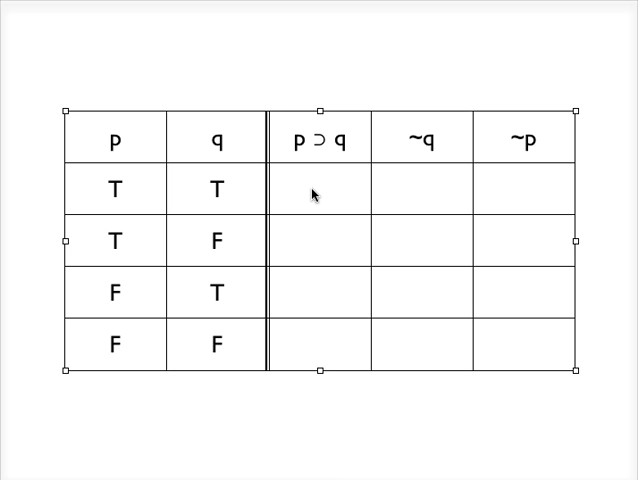 p q p ⊃ q ~q ~p
T T
T F
F T
F F